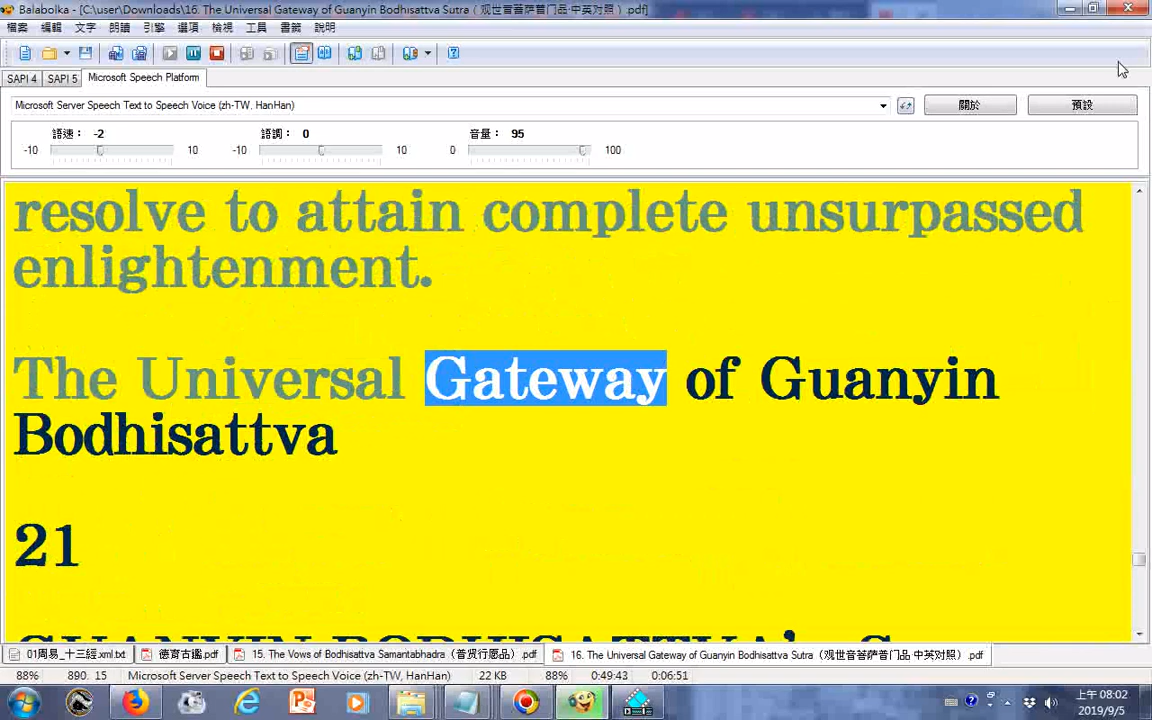 Balabolka - [C:\user\Downloads\16. The Universal Gateway of Guanyin Bodhisattva Sutra（观世音菩萨普门品·中英对照）.pdf]
檔案 編輯 文字 朗讀 引擎 選項 檢視 工具 書籤 說明
SAPI 4 SAPI 5 Microsoft Speech Platform
Microsoft Server Speech Text to Speech Voice (zh-TW, HanHan) 關於 預設
語速： -2 語調： 0 音量： 95
-10 10 -10 10 0 100
resolve to attain complete unsurpassed
enlightenment.
The Universal Gateway of Guanyin
Bodhisattva
21
GUANYIN BODHISATTVA's S
01周易_十三經.xml.txt 德育古鑑.pdf 15. The Vows of Bodhisattva Samantabhadra（普贤行愿品）.pdf 16. The Universal Gateway of Guanyin Bodhisattva Sutra（观世音菩萨普门品·中英对照）.pdf
88% 890. 15 Microsoft Server Speech Text to Speech Voice (zh-TW, HanHan) 22 KB 88% 0:49:43 0:06:51
上午 08:02
2019/9/5